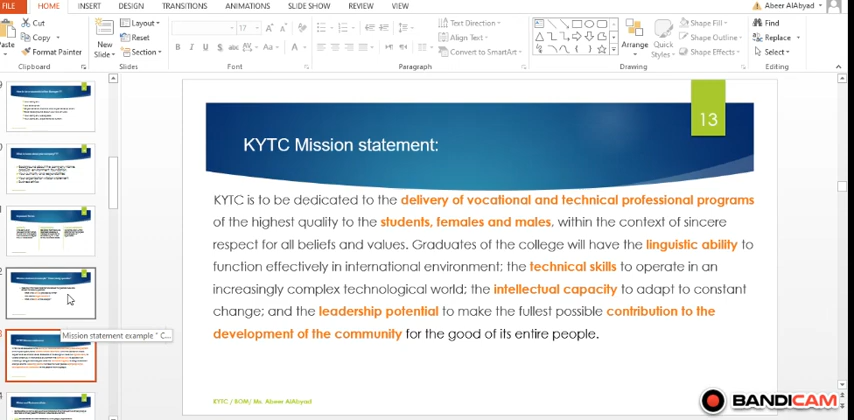 FILE HOME INSERT DESIGN TRANSITIONS ANIMATIONS SLIDE SHOW REVIEW VIEW Abeer AlAbyad
Cut Layout Text Direction Shape Fill Find
Copy Reset Align Text Shape Outline Replace
Format Painter Section Convert to SmartArt Shape Effects Select
Paste New Slide Arrange Quick Styles
Clipboard Slides Font Paragraph Drawing Editing
13
KYTC Mission statement:
KYTC is to be dedicated to the delivery of vocational and technical professional programs
of the highest quality to the students, females and males, within the context of sincere
respect for all beliefs and values. Graduates of the college will have the linguistic ability to
function effectively in international environment; the technical skills to operate in an
increasingly complex technological world; the intellectual capacity to adapt to constant
change; and the leadership potential to make the fullest possible contribution to the
development of the community for the good of its entire people.
Mission statement example " C...
KYTC / BOM/ Ms. Abeer AlAbyad
BANDICAM